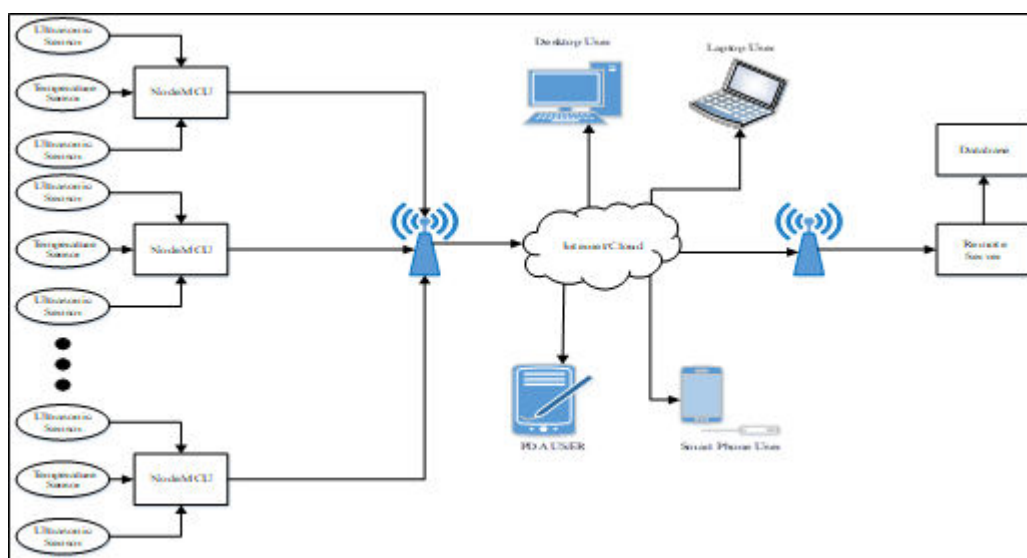 Ultrasonic
Sensor
Temperature
Sensor
Ultrasonic
Sensor
NodeMCU
Ultrasonic
Sensor
Temperature
Sensor
Ultrasonic
Sensor
NodeMCU
Ultrasonic
Sensor
Temperature
Sensor
Ultrasonic
Sensor
NodeMCU
Desktop User
Laptop User
Internet/Cloud
PDA USER
Smart Phone User
Database
Remote
Server